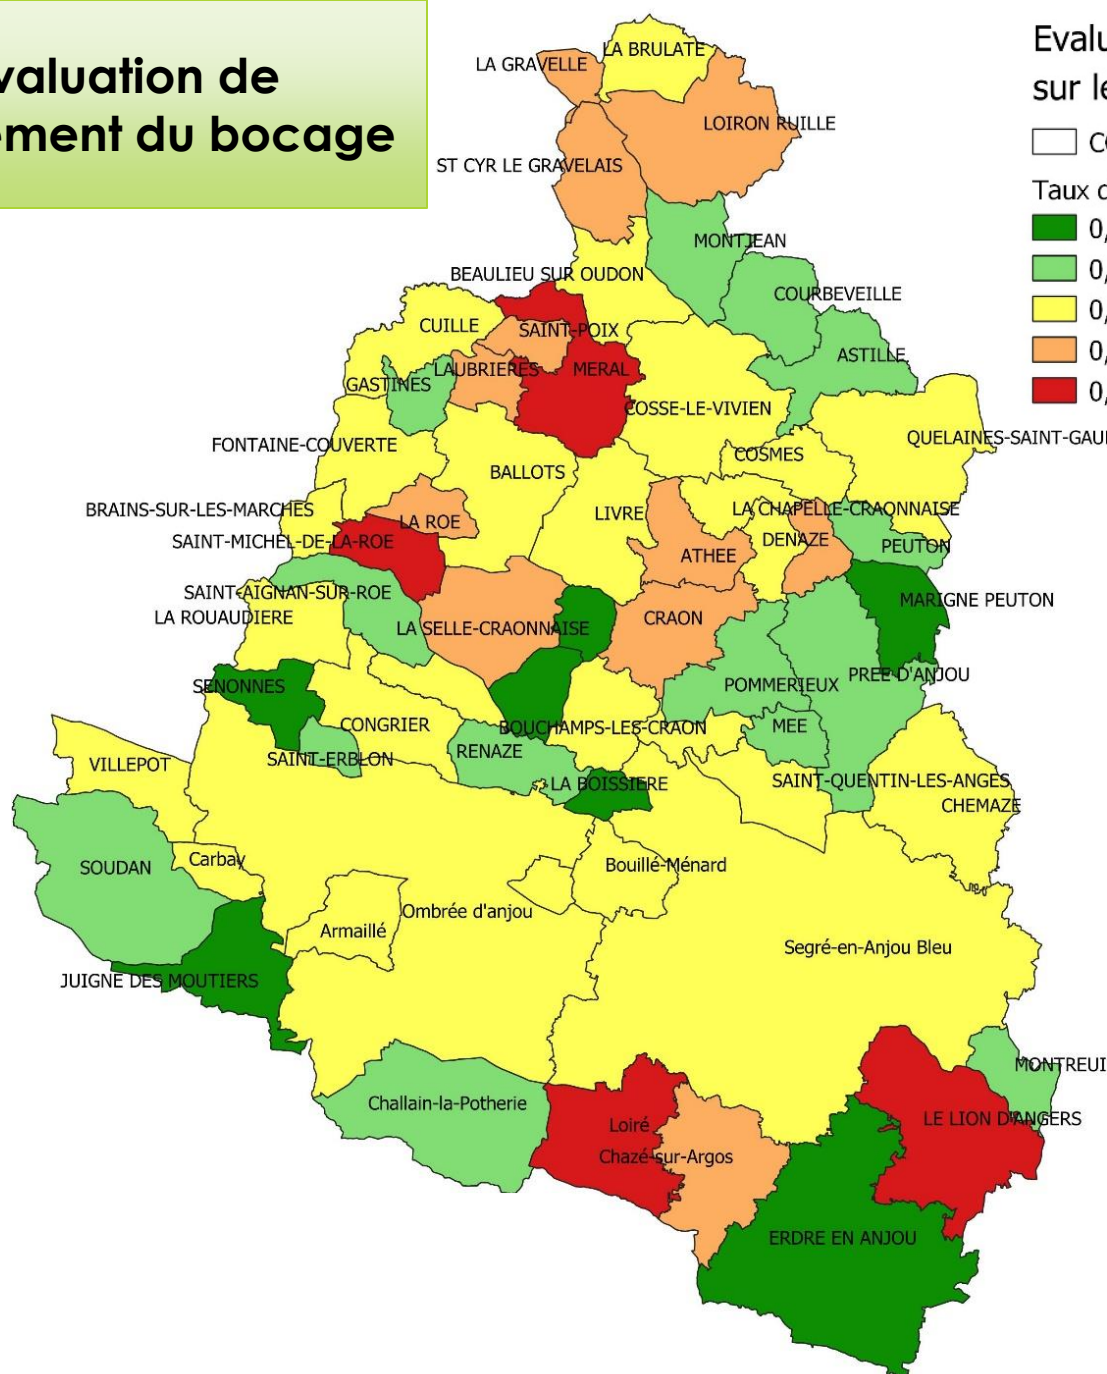 valuation de
ement du bocage
Evalu
sur le
C
Taux d
0,
0,
0,
0,
0,
LA BRULATE
LA GRAVELLE
LOIRON RUILLE
ST CYR LE GRAVELAIS
MONTJEAN
BEAULIEU SUR OUDON
COURBEVEILLE
CUILLE
SAINT-POIX
ASTILLE
LAUBRIERES
MERAL
GASTINES
COSSE-LE-VIVIEN
FONTAINE-COUVERTE
QUELAINES-SAINT-GAU
COSMES
BALLOTS
BRAINS-SUR-LES-MARCHES
LA ROE
LIVRE
LA CHAPELLE-CRAONNAISE
SAINT-MICHEL-DE-LA-ROE
ATHEE
DENAZE
PEUTON
SAINT-AIGNAN-SUR-ROE
MARIGNE PEUTON
LA ROUAUDIERE
LA SELLE-CRAONNAISE
CRAON
SENONNES
POMMERIEUX
PREE-D'ANJOU
CONGRIER
BOUCHAMPS-LES-CRAON
MEE
SAINT-ERBLON
RENAZE
VILLEPOT
LA BOISSIERE
SAINT-QUENTIN-LES-ANGES
CHEMAZE
SOUDAN
Carbay
Bouillé-Ménard
Armaillé
Ombrée d'anjou
Segré-en-Anjou Bleu
JUIGNE DES MOUTIERS
MONTREUI
Challain-la-Potherie
Loiré
LE LION D'ANGERS
Chazé-sur-Argos
ERDRE EN ANJOU